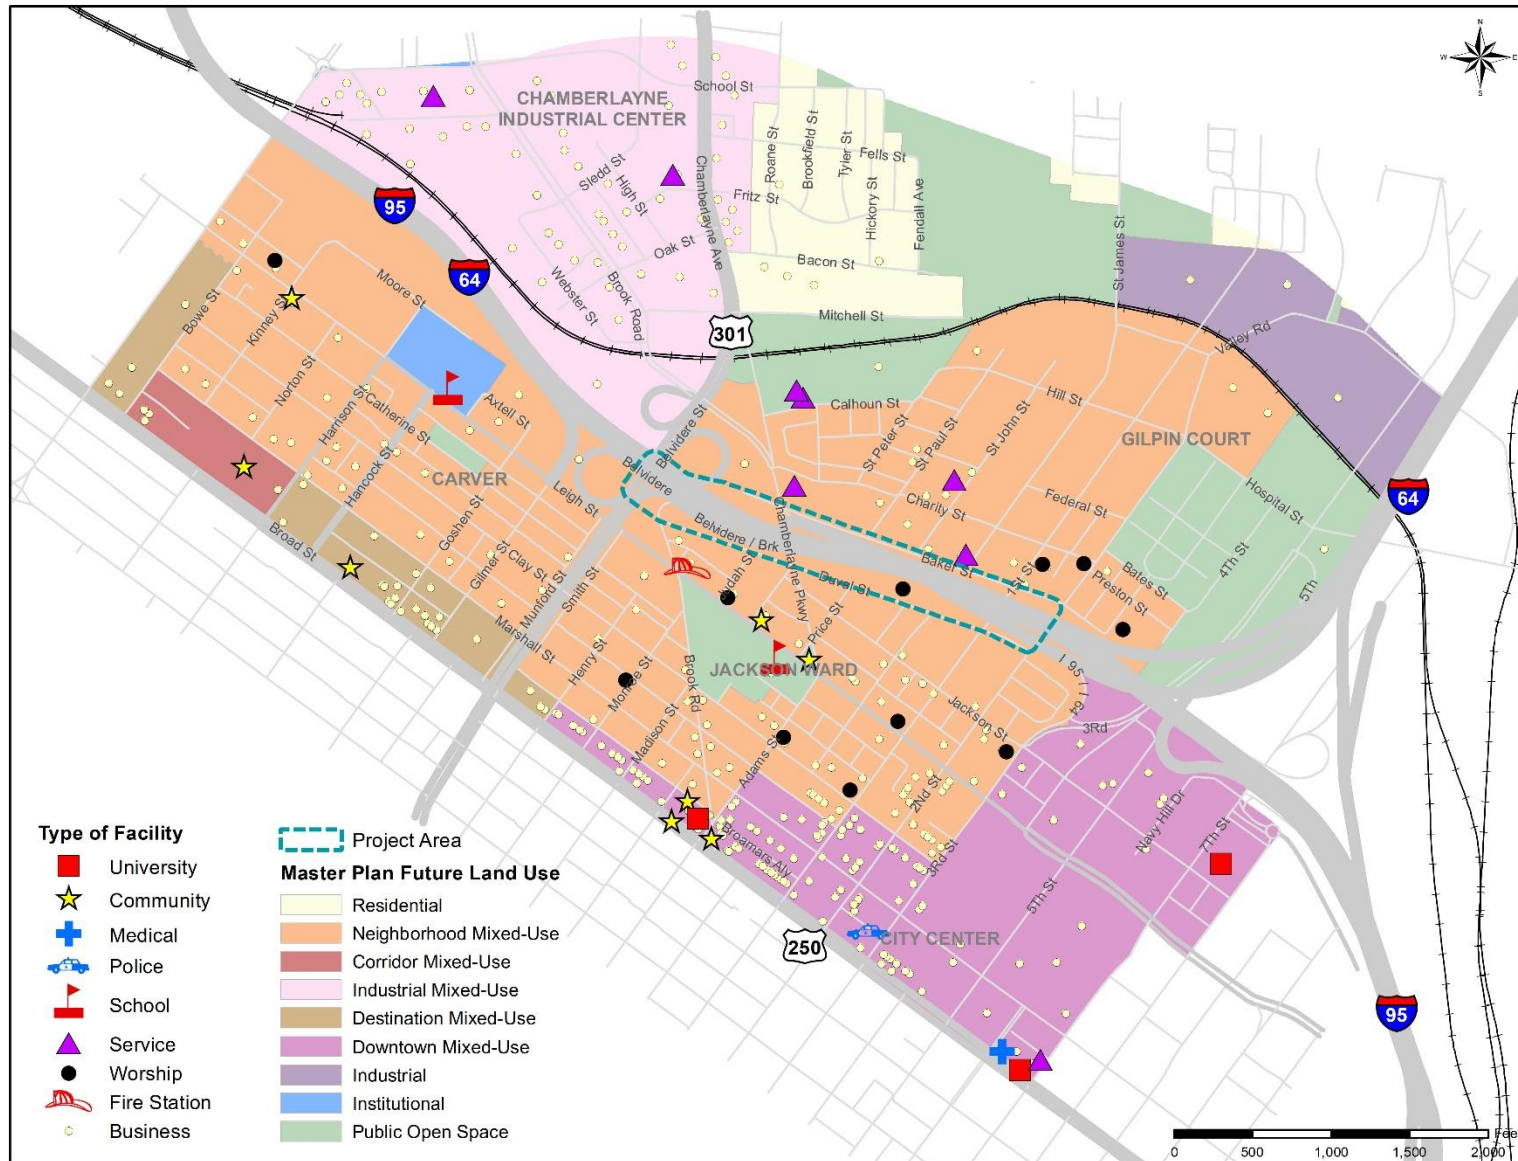 N
W E
S
CHAMBERLAYNE
INDUSTRIAL CENTER
School St
Roane St
Brookfield St
Tyler St
Fells St
Hickory St
Fendall Ave
Sledd St
High St
Chamberlayne Ave
Fritz St
Oak St
Bacon St
St James St
Webster St
Brook Road
Mitchell St
Valley Rd
95
64
301
Moore St
Bowe St
Kinney St
Norton St
Harrison St
Catherine St
Axtell St
Hancock St
CARVER
Leigh St
Goshen St
Gilmer St
Clay St
Munford St
Smith St
Broad St
Marshall St
Belvidere St
Belvidere
Belvidere / Brk
Calhoun St
Hill St
St Peter St
St Paul St
St John St
GILPIN COURT
Charity St
Federal St
Hospital St
64
Chamberlayne Pkwy
Baker St
1St St
Bates St
Preston St
4Th St
5Th
Judah St
Duval St
Price St
JACKSON WARD
Henry St
Monroe St
Brook Rd
Madison St
Adams St
Jackson St
I 95 I 64
3Rd
2Nd St
3Rd St
Navy Hill Dr
7Th St
5Th St
Broamars Aly
250
CITY CENTER
95
Type of Facility
University
Community
Medical
Police
School
Service
Worship
Fire Station
Business
Project Area
Master Plan Future Land Use
Residential
Neighborhood Mixed-Use
Corridor Mixed-Use
Industrial Mixed-Use
Destination Mixed-Use
Downtown Mixed-Use
Industrial
Institutional
Public Open Space
Fee
0 500 1,000 1,500 2,000